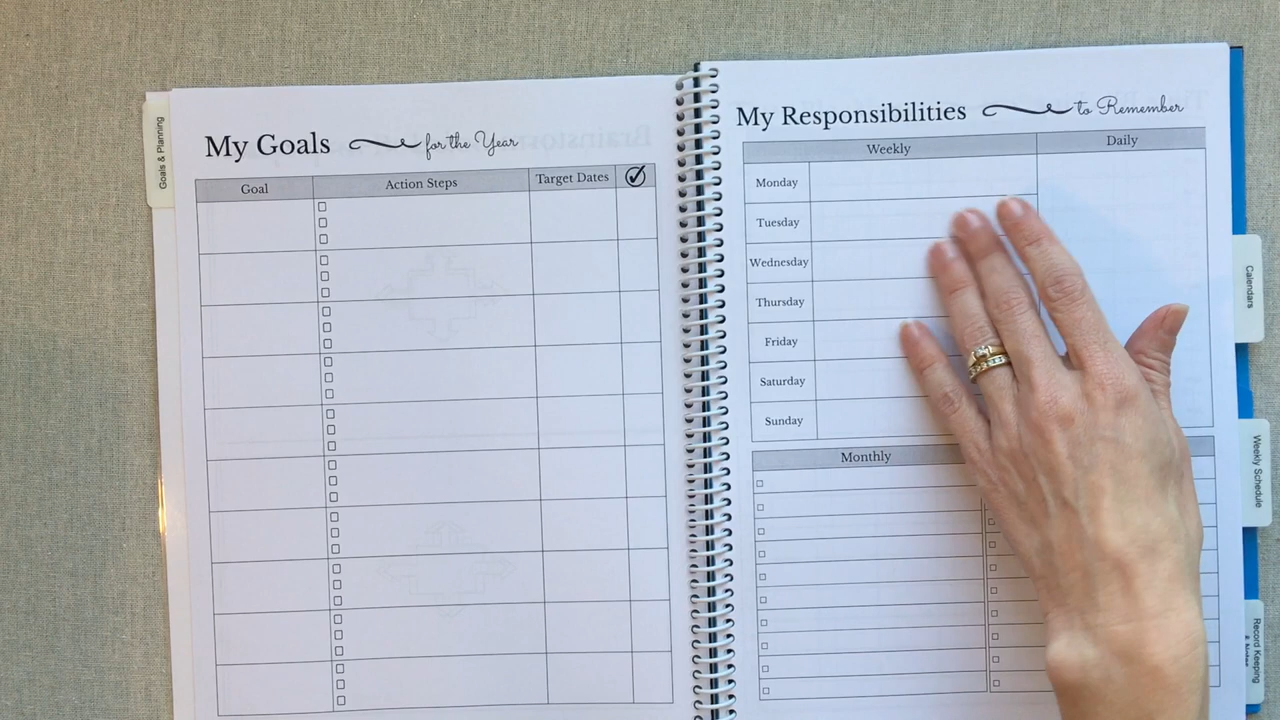 Goals & Planning
My Goals for the Year
Goal Action Steps Target Dates
My Responsibilities to Remember
Weekly Daily
Monday
Tuesday
Wednesday
Thursday
Friday
Saturday
Sunday
Monthly
Calendars
Weekly Schedule
Record Keeping
& Notes